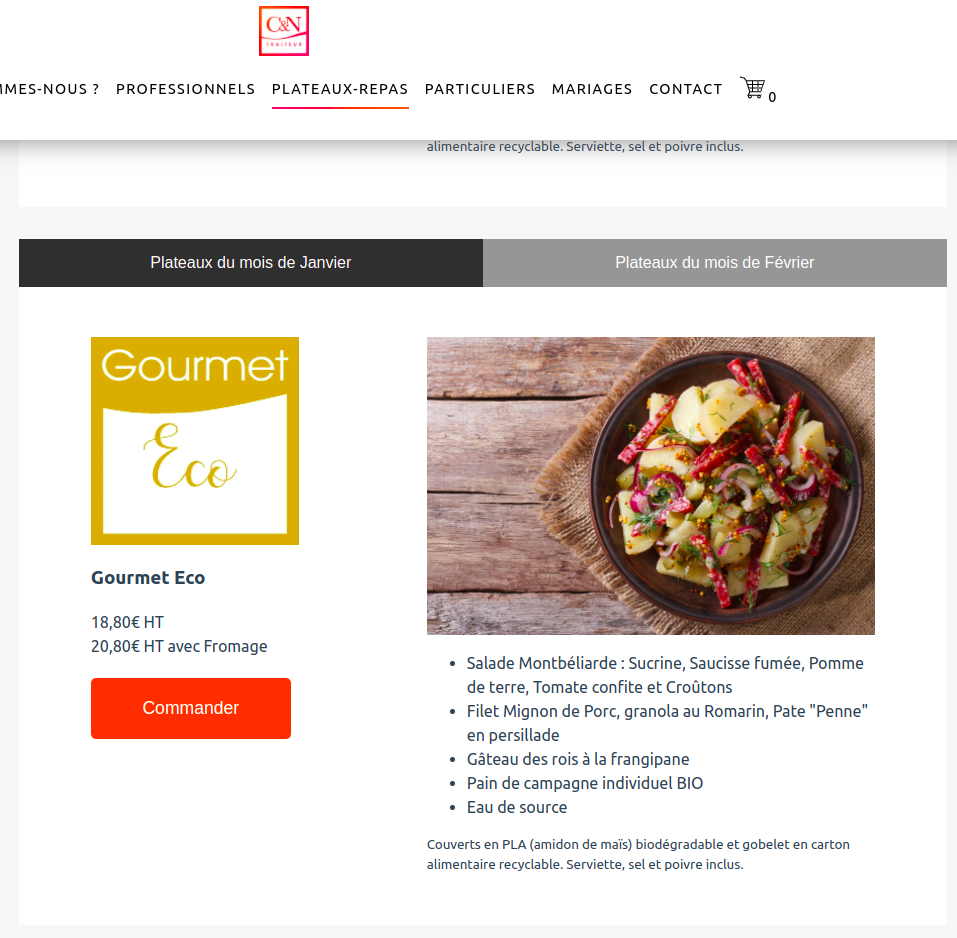 C&N
TRAITEUR
MMES-NOUS ?
PROFESSIONNELS
PLATEAUX-REPAS
PARTICULIERS
MARIAGES
CONTACT
0
alimentaire recyclable. Serviette, sel et poivre inclus.
Plateaux du mois de Janvier
Plateaux du mois de Février
Gourmet
Eco
Gourmet Eco
18,80€ HT
20,80€ HT avec Fromage
Commander
• Salade Montbéliarde : Sucrine, Saucisse fumée, Pomme
de terre, Tomate confite et Croûtons
• Filet Mignon de Porc, granola au Romarin, Pate "Penne"
en persillade
• Gâteau des rois à la frangipane
• Pain de campagne individuel BIO
• Eau de source
Couverts en PLA (amidon de maïs) biodégradable et gobelet en carton
alimentaire recyclable. Serviette, sel et poivre inclus.